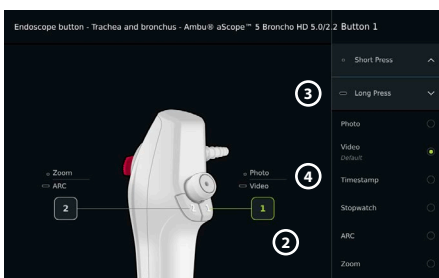 Endoscope button - Trachea and bronchus - Ambu® aScope™ 5 Broncho HD 5.0/2.2
Button 1
Short Press
3
Long Press
Photo
Video
Default
Zoom
ARC
Photo
Video
4
Timestamp
2
1
Stopwatch
2
ARC
Zoom